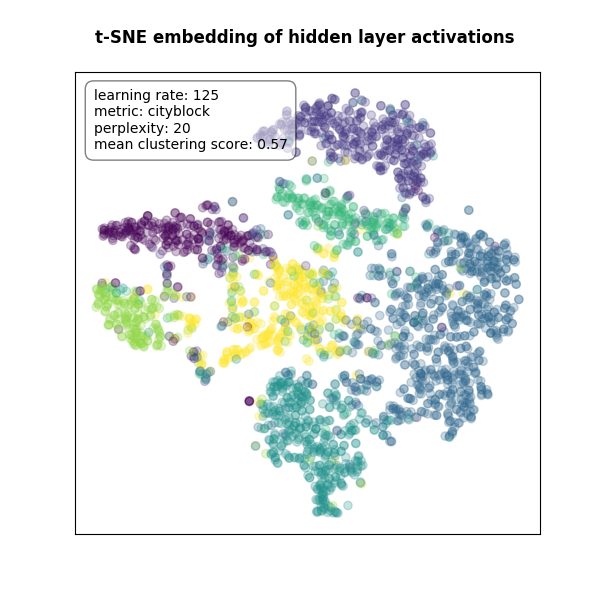 t-SNE embedding of hidden layer activations
learning rate: 125
metric: cityblock
perplexity: 20
mean clustering score: 0.57